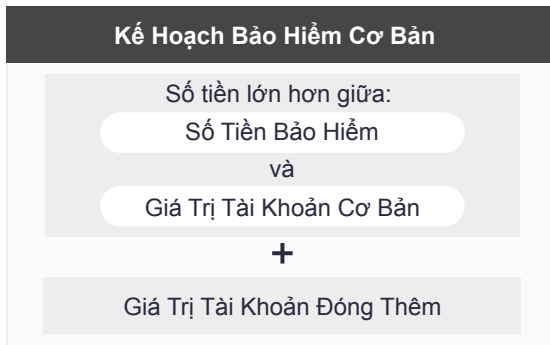 Kế Hoạch Bảo Hiểm Cơ Bản
Số tiền lớn hơn giữa:
Số Tiền Bảo Hiểm
và
Giá Trị Tài Khoản Cơ Bản
+
Giá Trị Tài Khoản Đóng Thêm